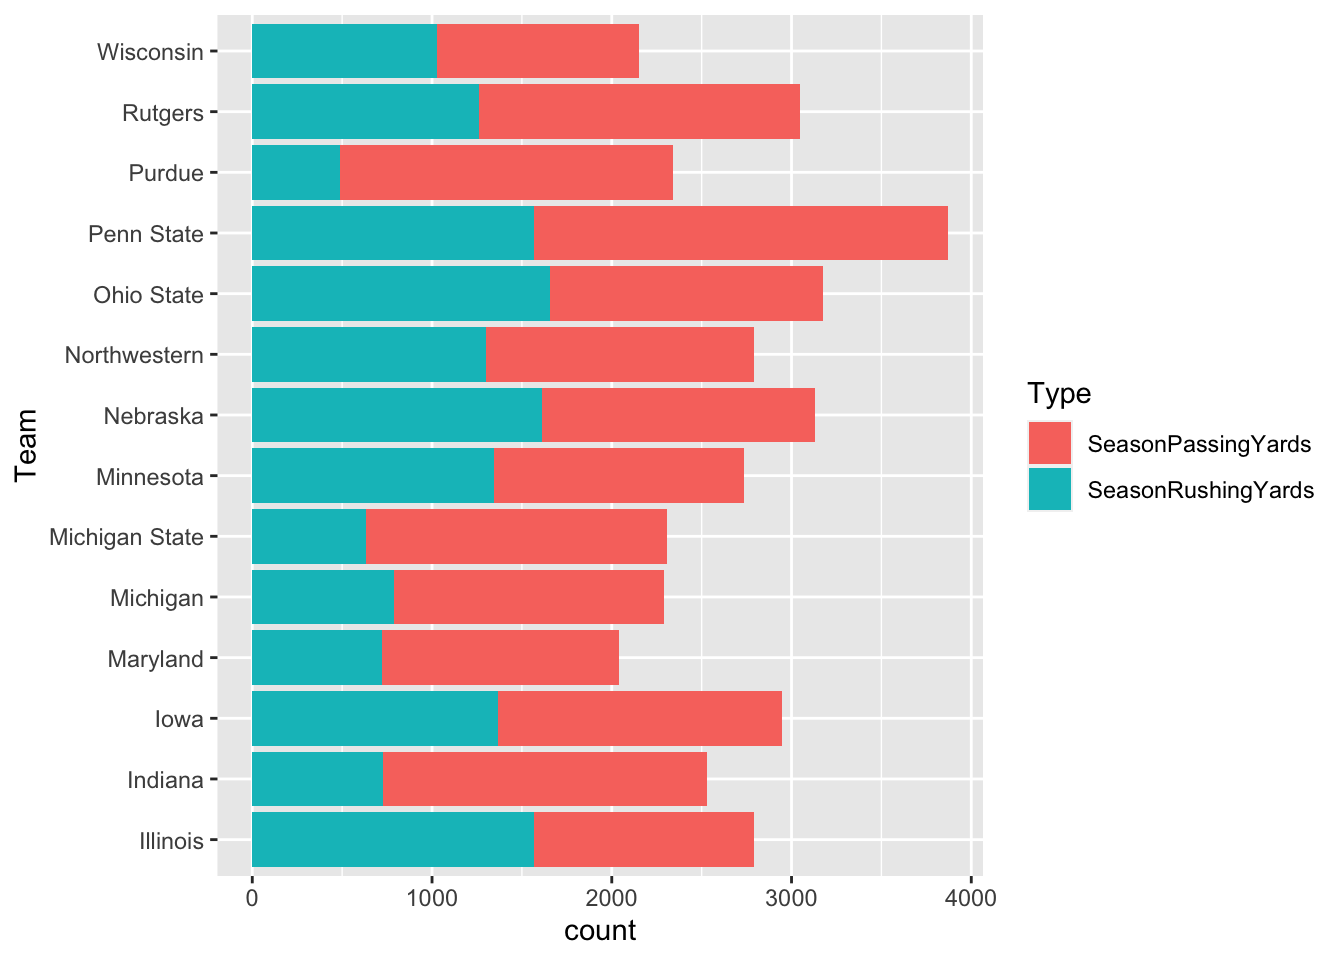 Wisconsin
Rutgers
Purdue
Penn State
Ohio State
Northwestern
Nebraska
Minnesota
Michigan State
Michigan
Maryland
Iowa
Indiana
Illinois
Team
0 1000 2000 3000 4000
count
Type
SeasonPassingYards
SeasonRushingYards